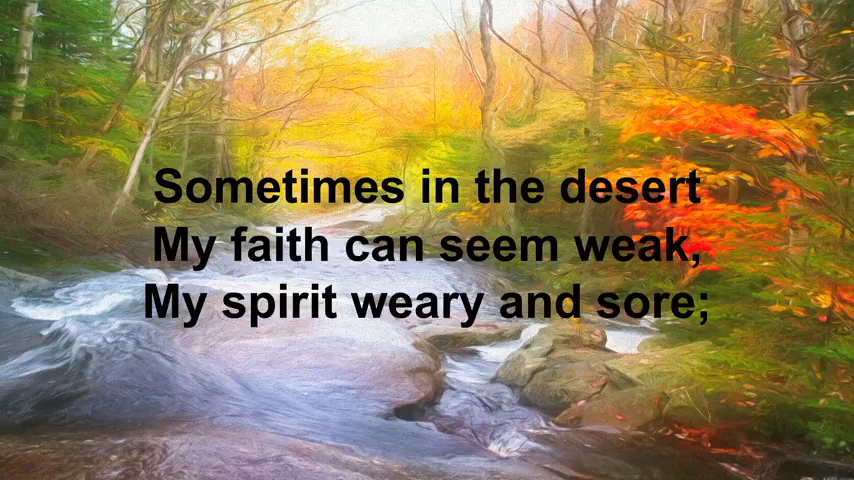 Sometimes in the desert
My faith can seem weak,
My spirit weary and sore;